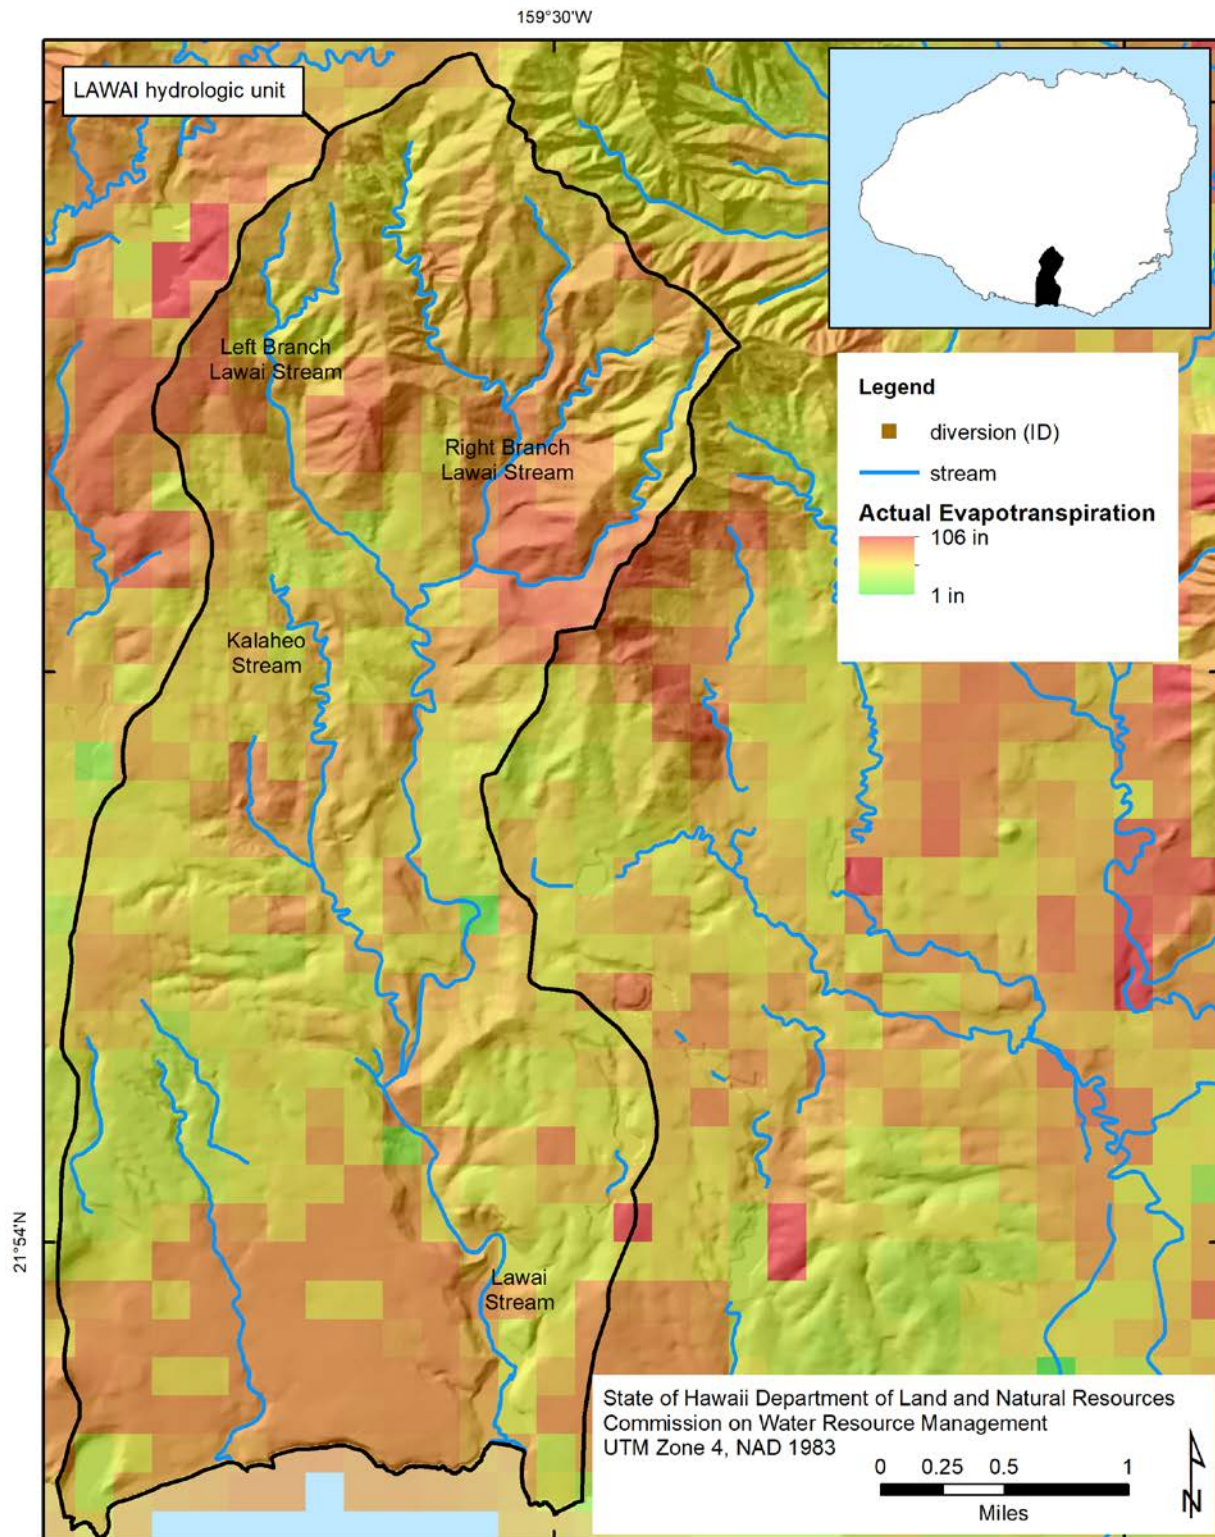 159°30'W
LAWAI hydrologic unit
Left Branch
Lawai Stream
Right Branch
Lawai Stream
Kalaheo
Stream
Lawai
Stream
21°54'N
Legend
diversion (ID)
stream
Actual Evapotranspiration
106 in
1 in
State of Hawaii Department of Land and Natural Resources
Commission on Water Resource Management
UTM Zone 4, NAD 1983
0 0.25 0.5 1
Miles
N